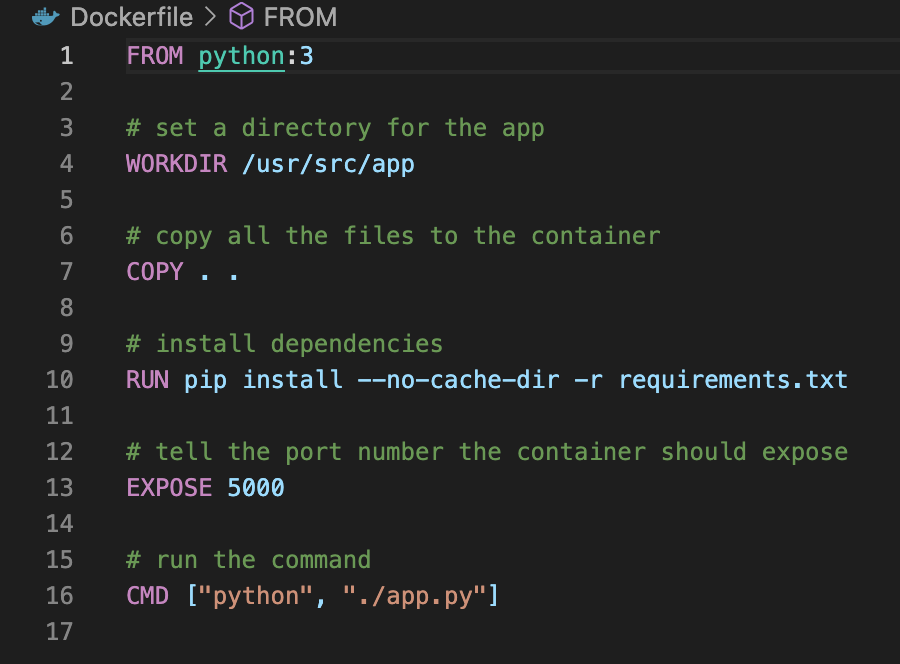 Dockerfile > FROM
1 FROM python:3
2
3 # set a directory for the app
4 WORKDIR /usr/src/app
5
6 # copy all the files to the container
7 COPY . .
8
9 # install dependencies
10 RUN pip install --no-cache-dir -r requirements.txt
11
12 # tell the port number the container should expose
13 EXPOSE 5000
14
15 # run the command
16 CMD ["python", "./app.py"]
17